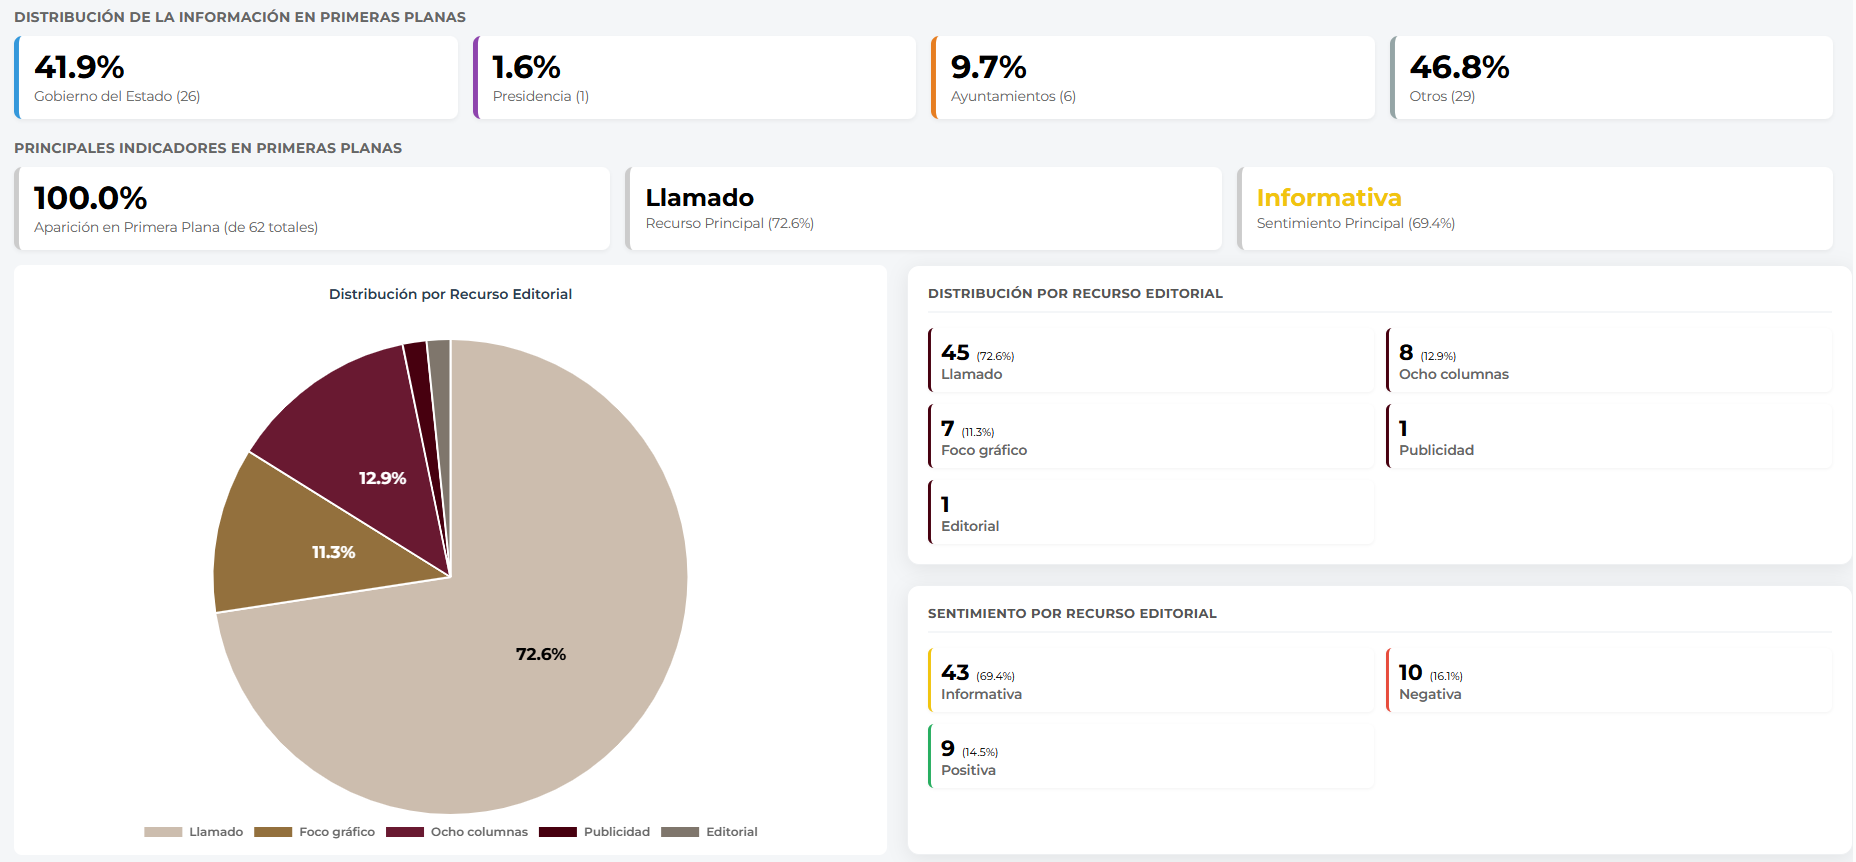 DISTRIBUCIÓN DE LA INFORMACIÓN EN PRIMERAS PLANAS
41.9%
Gobierno del Estado (26)
1.6%
Presidencia (1)
9.7%
Ayuntamientos (6)
46.8%
Otros (29)
PRINCIPALES INDICADORES EN PRIMERAS PLANAS
100.0%
Aparición en Primera Plana (de 62 totales)
Llamado
Recurso Principal (72.6%)
Informativa
Sentimiento Principal (69.4%)
Distribución por Recurso Editorial
12.9%
11.3%
72.6%
Llamado
Foco gráfico
Ocho columnas
Publicidad
Editorial
DISTRIBUCIÓN POR RECURSO EDITORIAL
45 (72.6%)
Llamado
8 (12.9%)
Ocho columnas
7 (11.3%)
Foco gráfico
1
Publicidad
1
Editorial
SENTIMIENTO POR RECURSO EDITORIAL
43 (69.4%)
Informativa
10 (16.1%)
Negativa
9 (14.5%)
Positiva